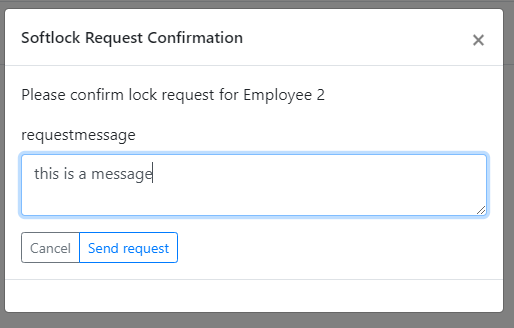 Softlock Request Confirmation ×
Please confirm lock request for Employee 2
requestmessage
this is a message
Cancel Send request